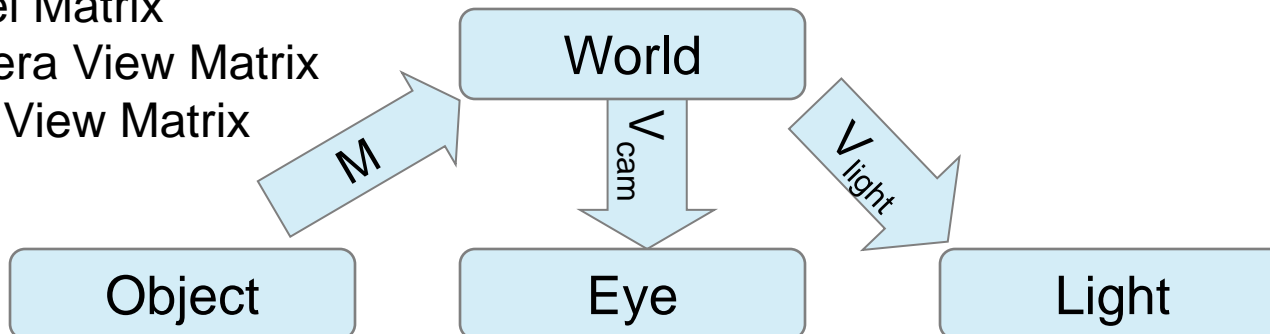 el Matrix
era View Matrix
View Matrix
World
M
V cam
V light
Object
Eye
Light